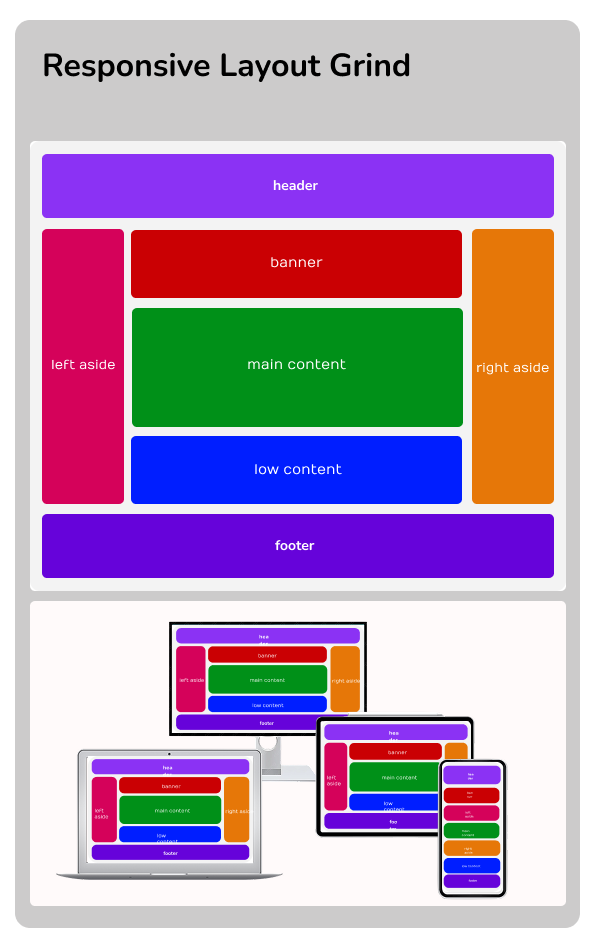 Responsive Layout Grind
header
banner
left aside
main content
right aside
low content
footer
hea
der
banner
left aside
main content
right aside
low content
footer
hea
der
banner
left
aside
main content
low
content
foo
ter
hea
der
banner
left
aside
main content
right aside
low
content
footer
hea
der
left
aside
main
content
right
aside
low content
footer